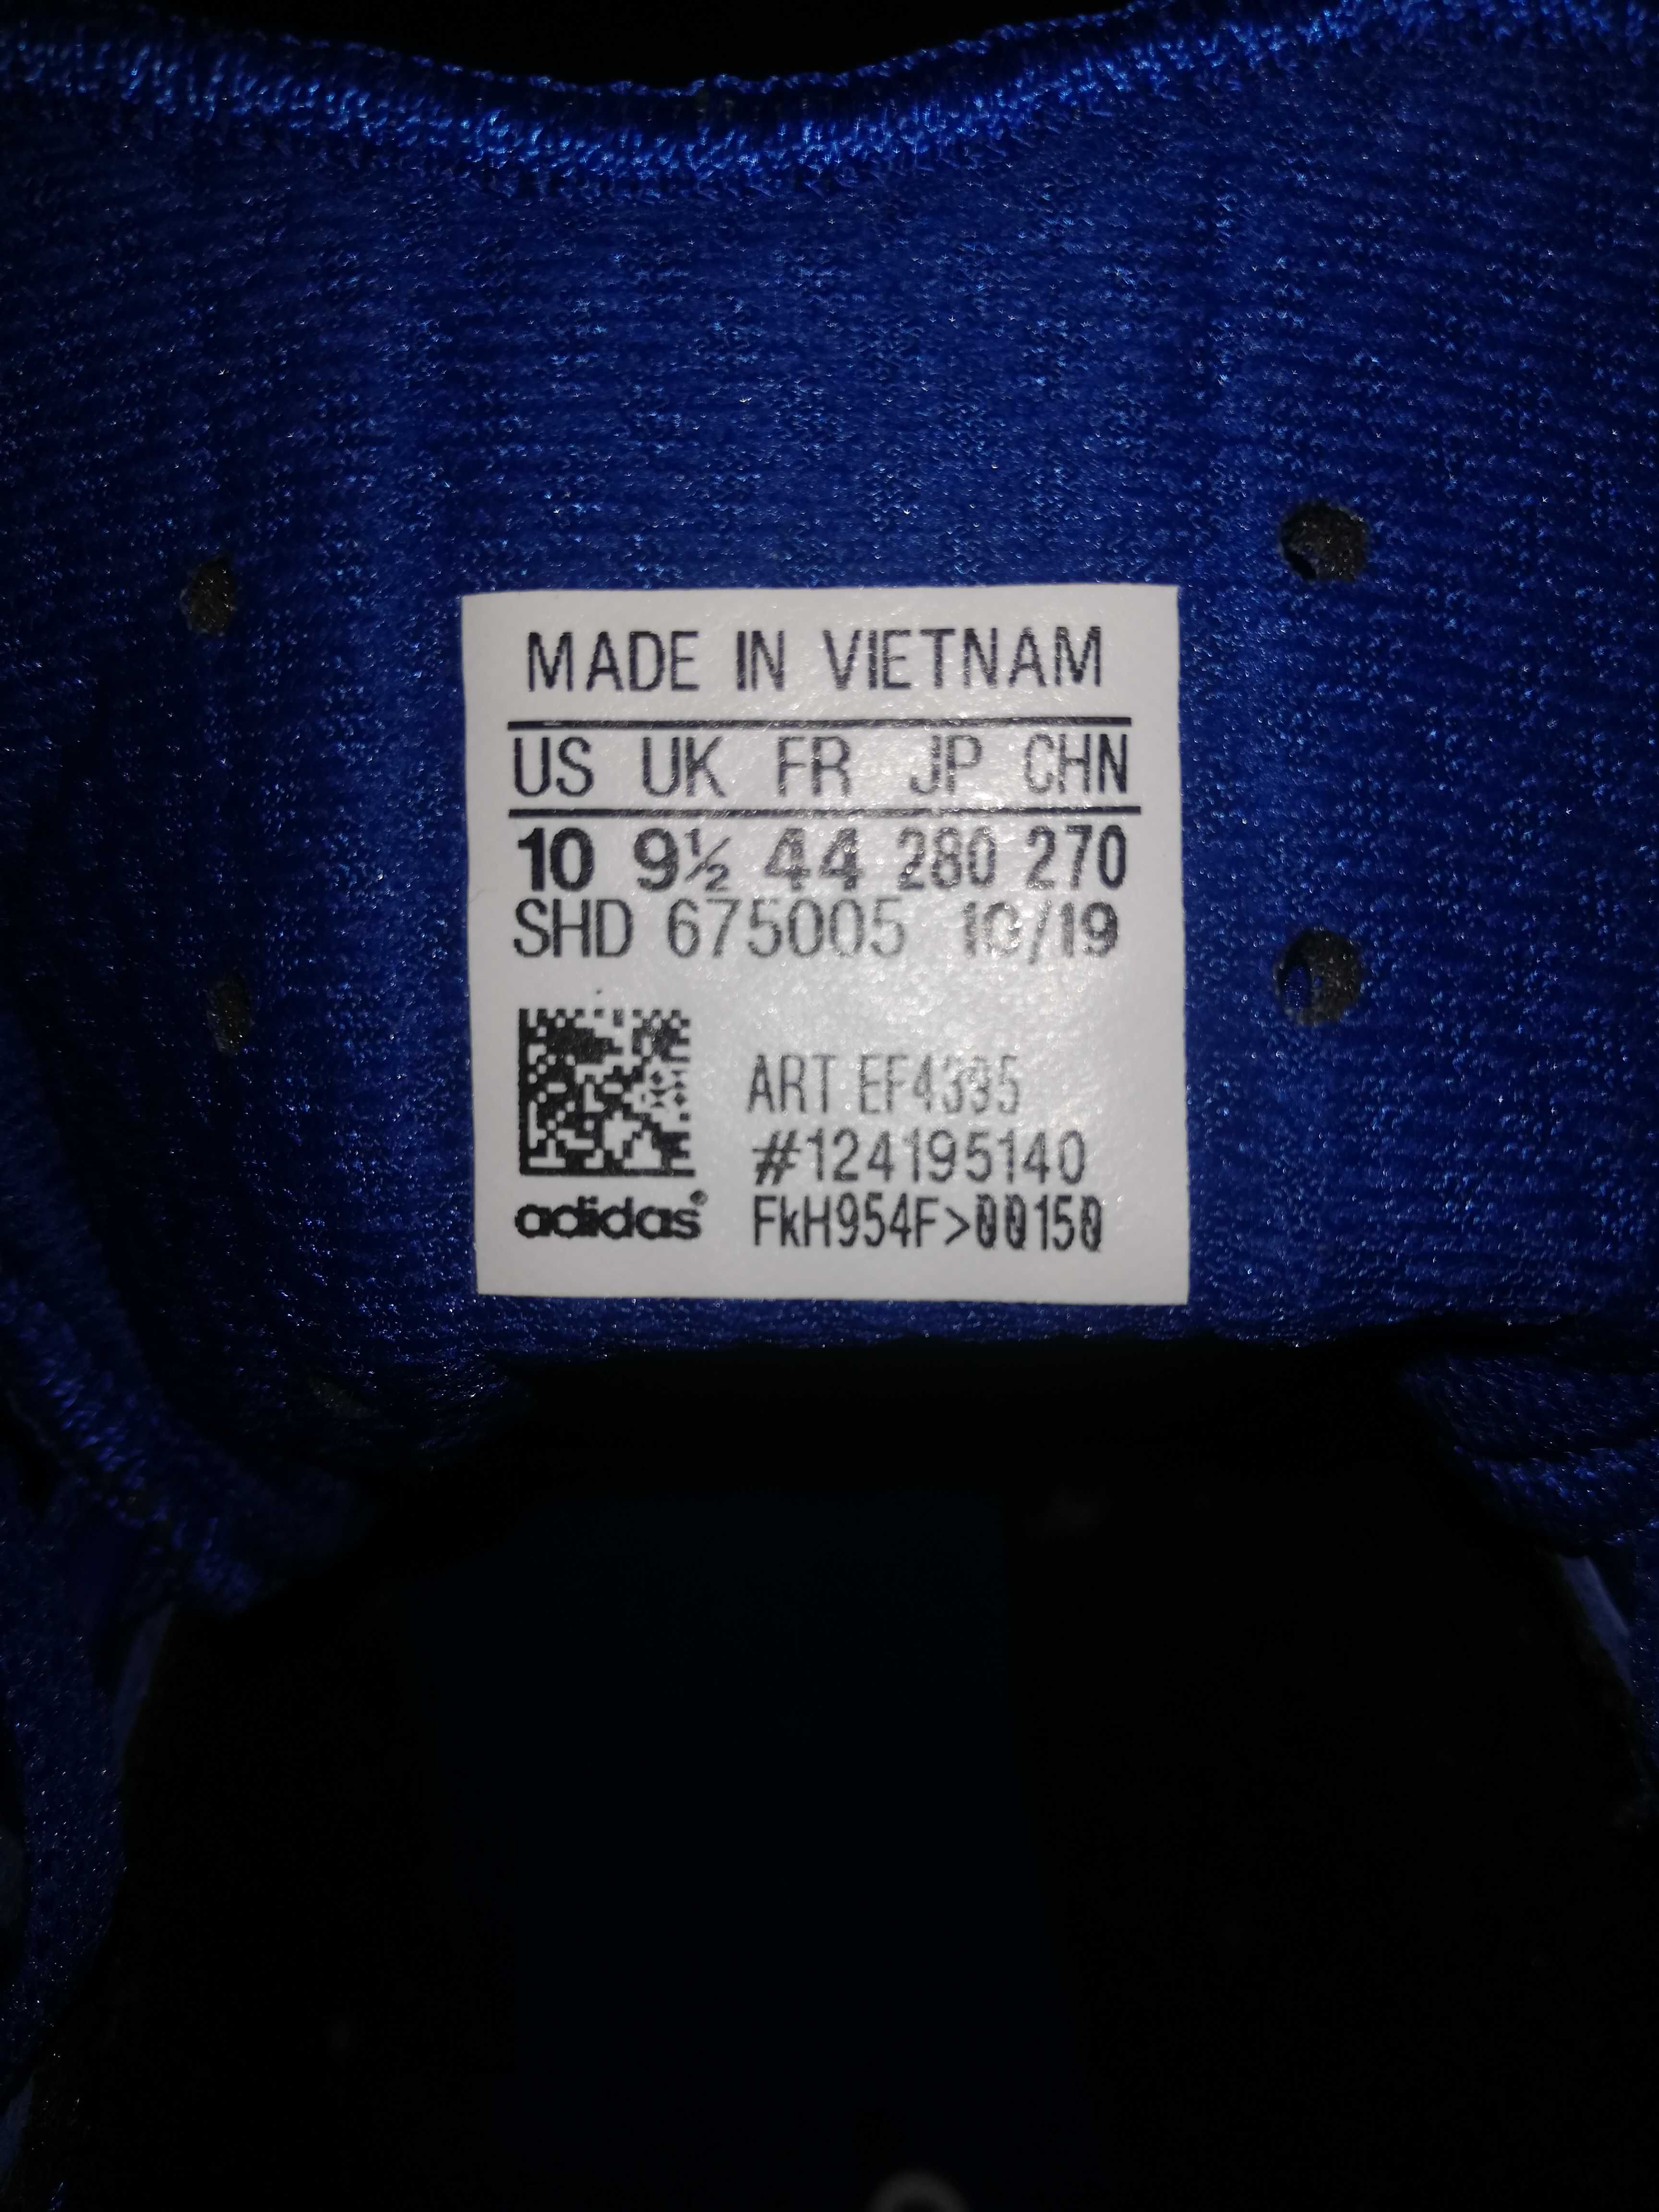 MADE IN VIETNAM
US UK FR JP CHN
10 9½ 44 280 270
SHD 675005 10/19
ART EF4395
#124195140
adidas® FkH954F>00150